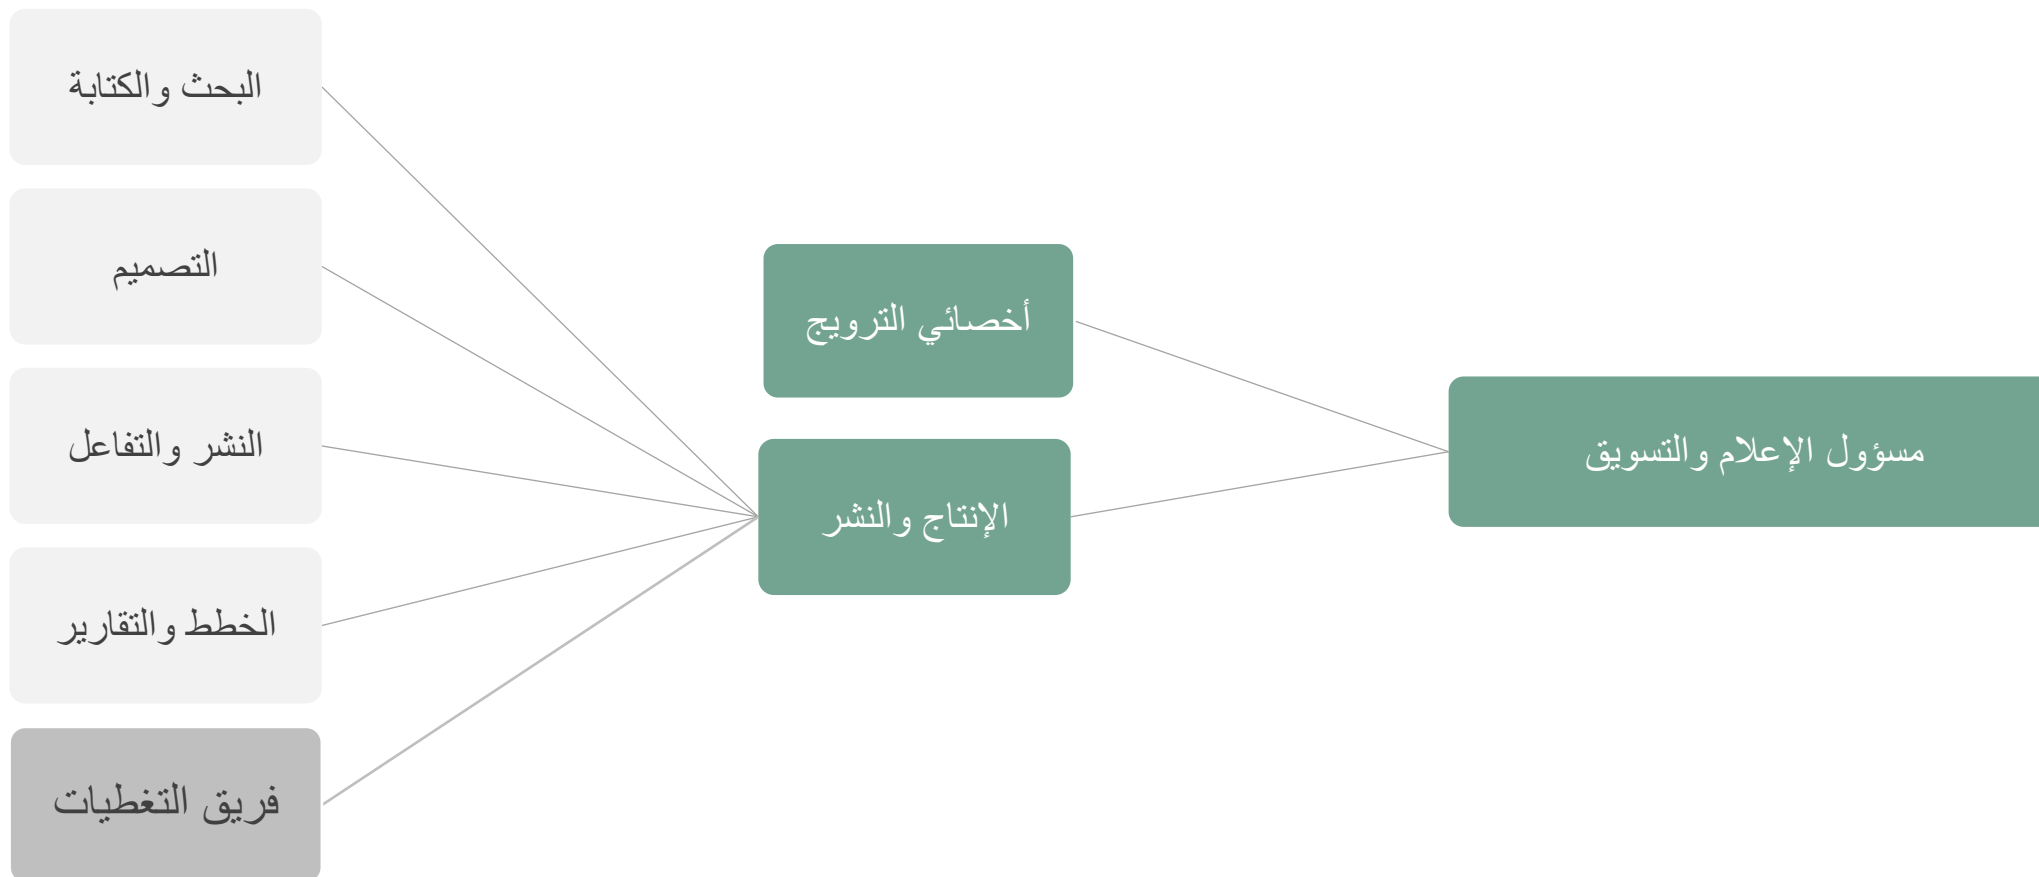 مسؤول الإعلام والتسويق
أخصائي الترويج
الإنتاج والنشر
البحث والكتابة
التصميم
النشر والتفاعل
الخطط والتقارير
فريق التغطيات